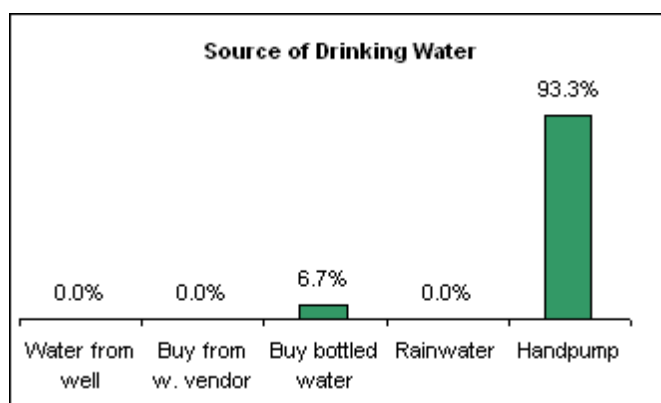 Source of Drinking Water
93.3%
6.7%
0.0%
0.0%
0.0%
Water from well
Buy from w. vendor
Buy bottled water
Rainwater
Handpump